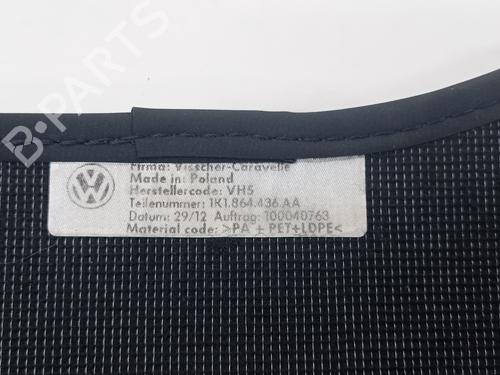 B-PARTS
Firma: Visscher-Caravelle
Made in: Poland
Herstellercode: VH5
Teilenummer: 1K1.864.436.AA
Datum: 29/12 Auftrag: T00040763
Material code: >PA + PET+LDPE<